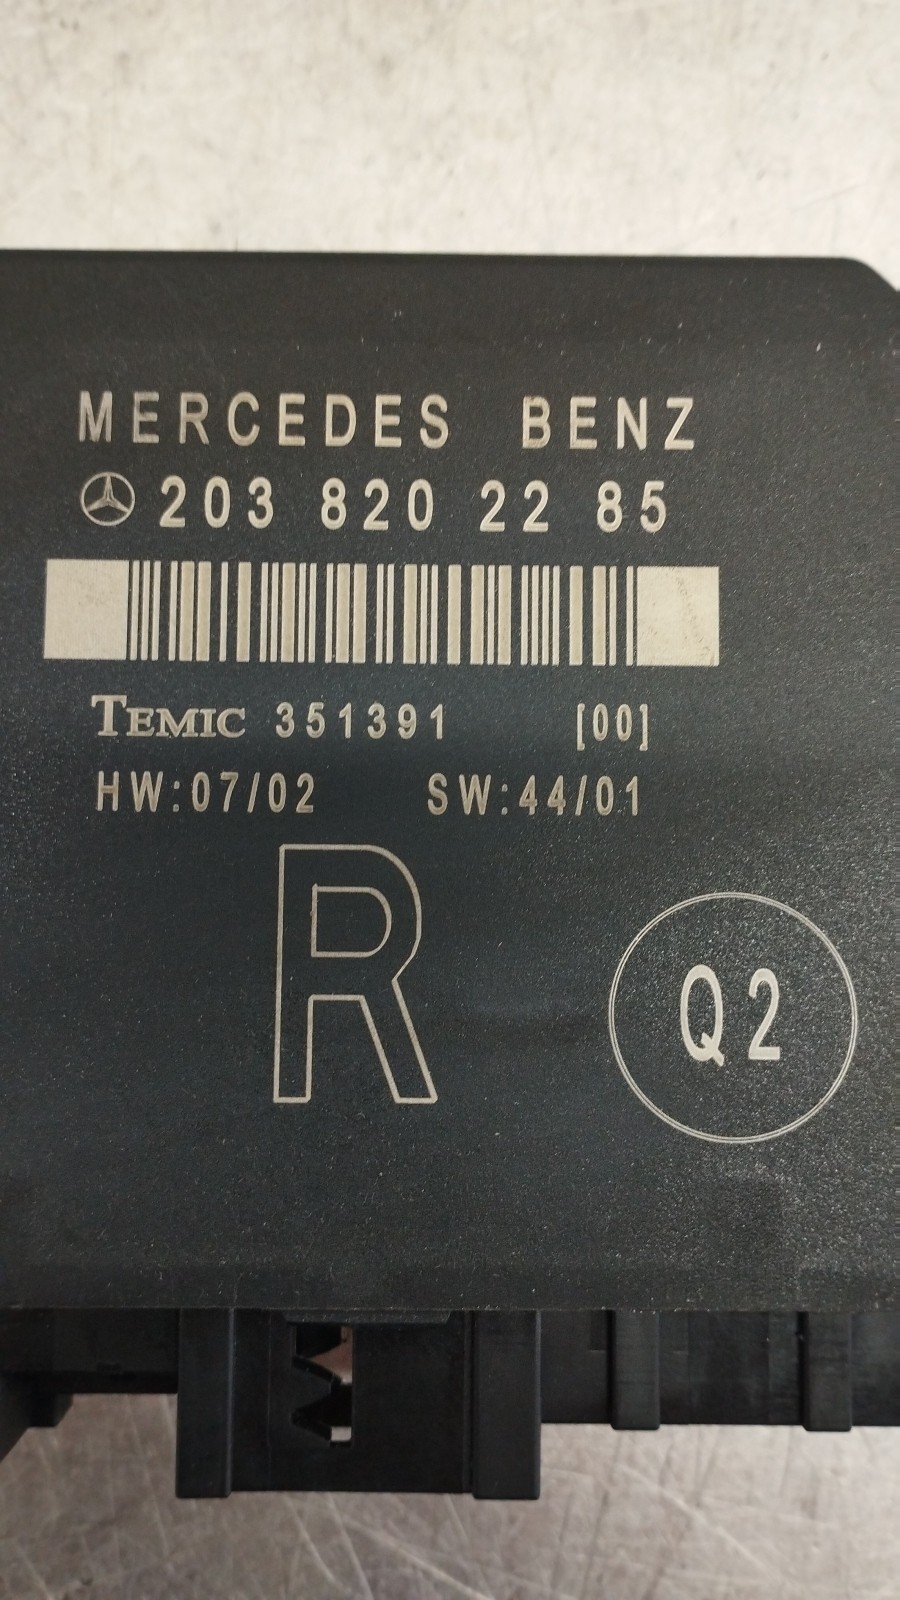 MERCEDES BENZ
203 820 22 85
TEMIC 351391 [00]
HW:07/02 SW:44/01
R
Q2